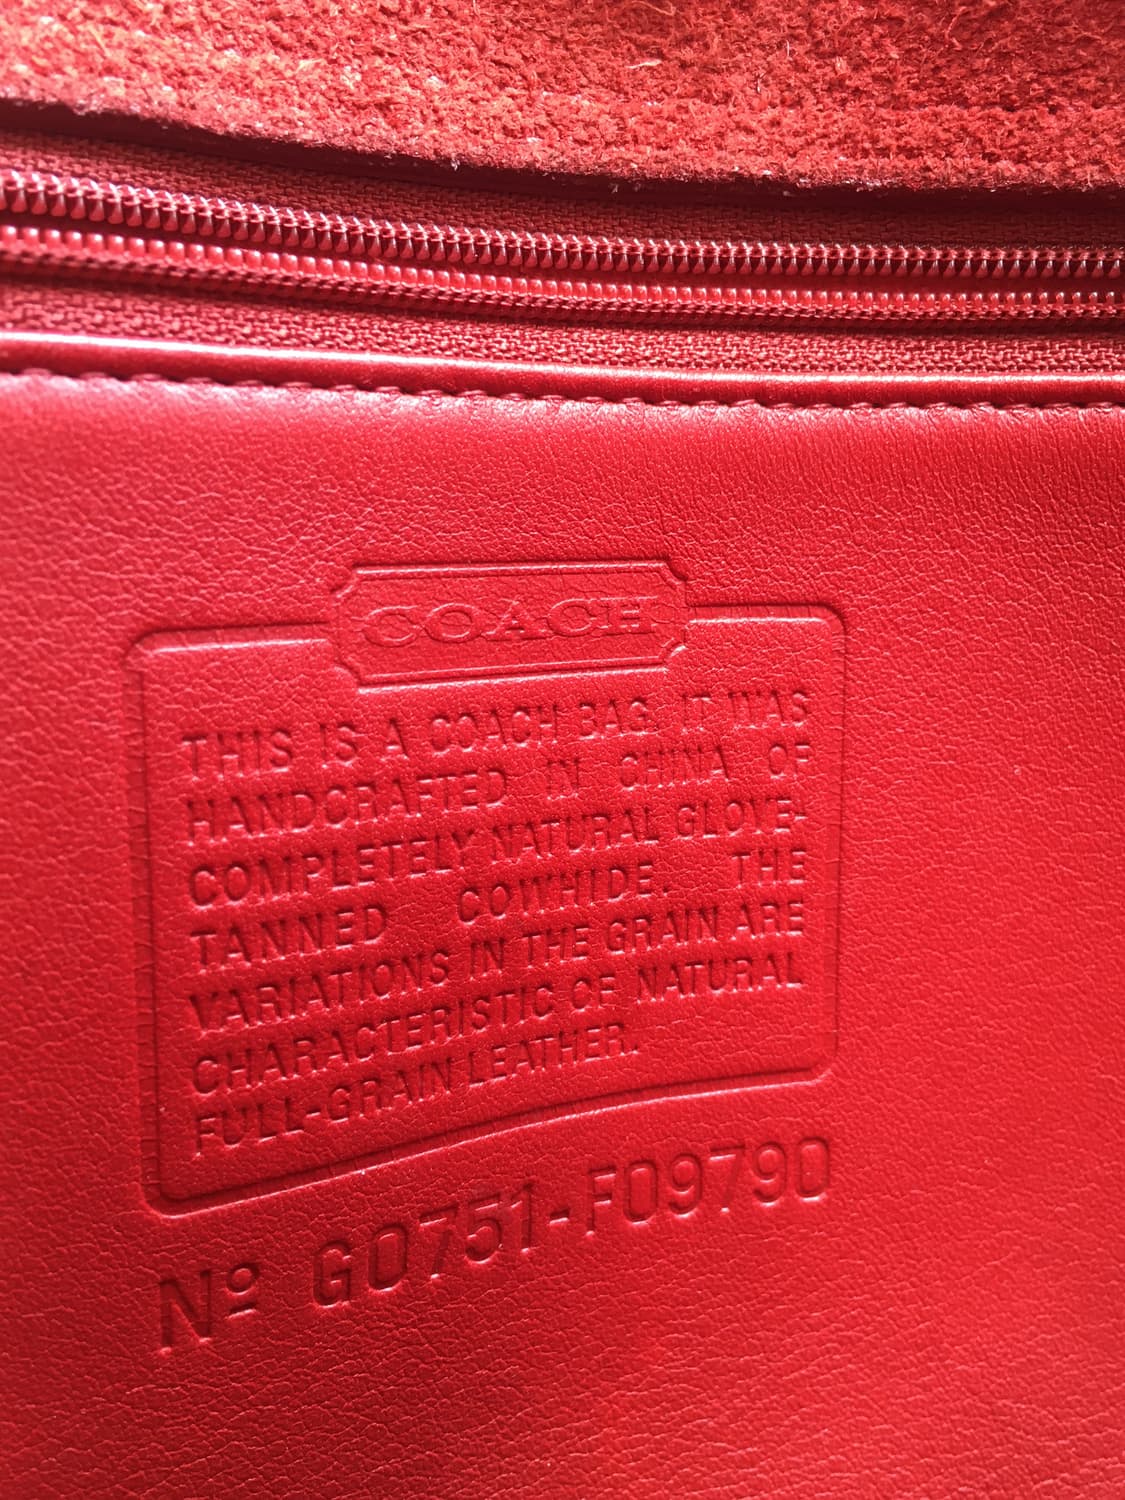 COACH
THIS IS A COACH BAG. IT WAS
HANDCRAFTED IN CHINA OF
COMPLETELY NATURAL GLOVE-
TANNED COWHIDE. THE
VARIATIONS IN THE GRAIN ARE
CHARACTERISTIC OF NATURAL
FULL-GRAIN LEATHER.
Nº G0751-F09790